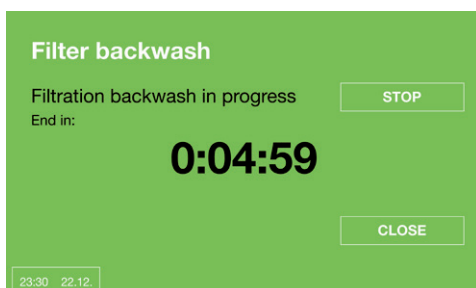 Filter backwash
Filtration backwash in progress
STOP
End in:
0:04:59
CLOSE
23:30 22.12.